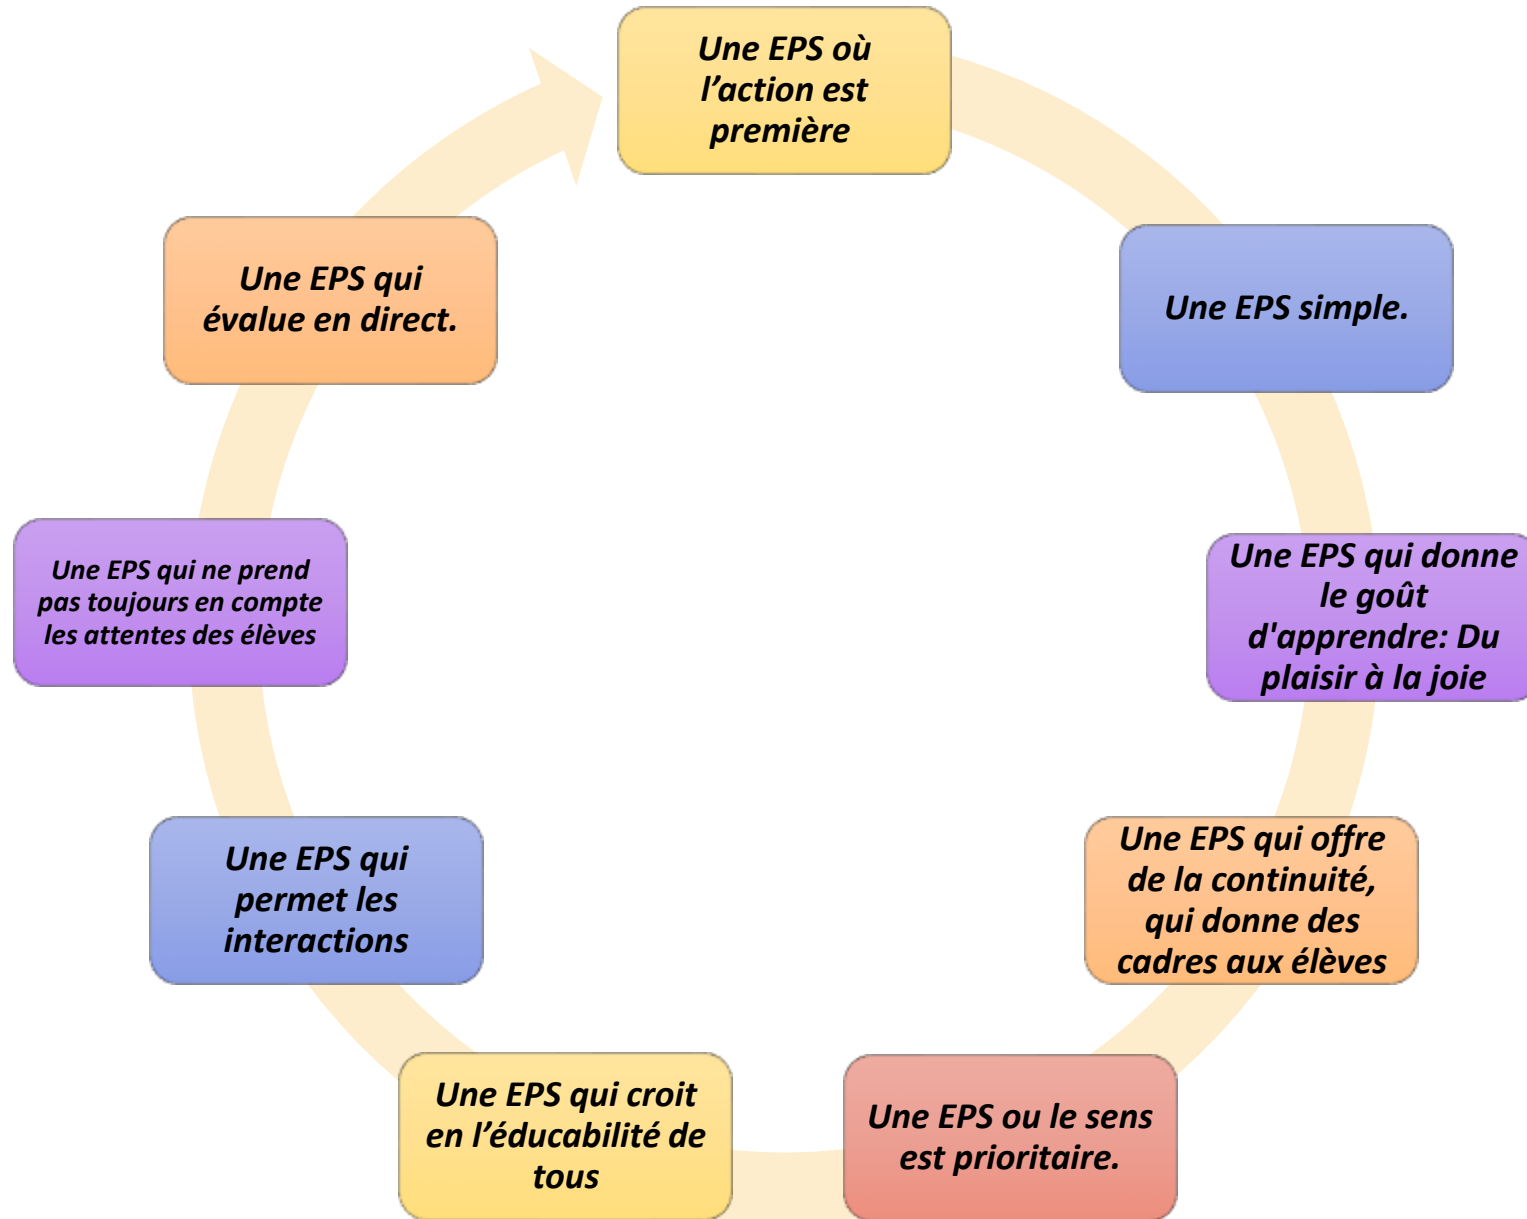 Une EPS où
l’action est
première
Une EPS simple.
Une EPS qui donne
le goût
d'apprendre: Du
plaisir à la joie
Une EPS qui offre
de la continuité,
qui donne des
cadres aux élèves
Une EPS ou le sens
est prioritaire.
Une EPS qui croit
en l’éducabilité de
tous
Une EPS qui
permet les
interactions
Une EPS qui ne prend
pas toujours en compte
les attentes des élèves
Une EPS qui
évalue en direct.